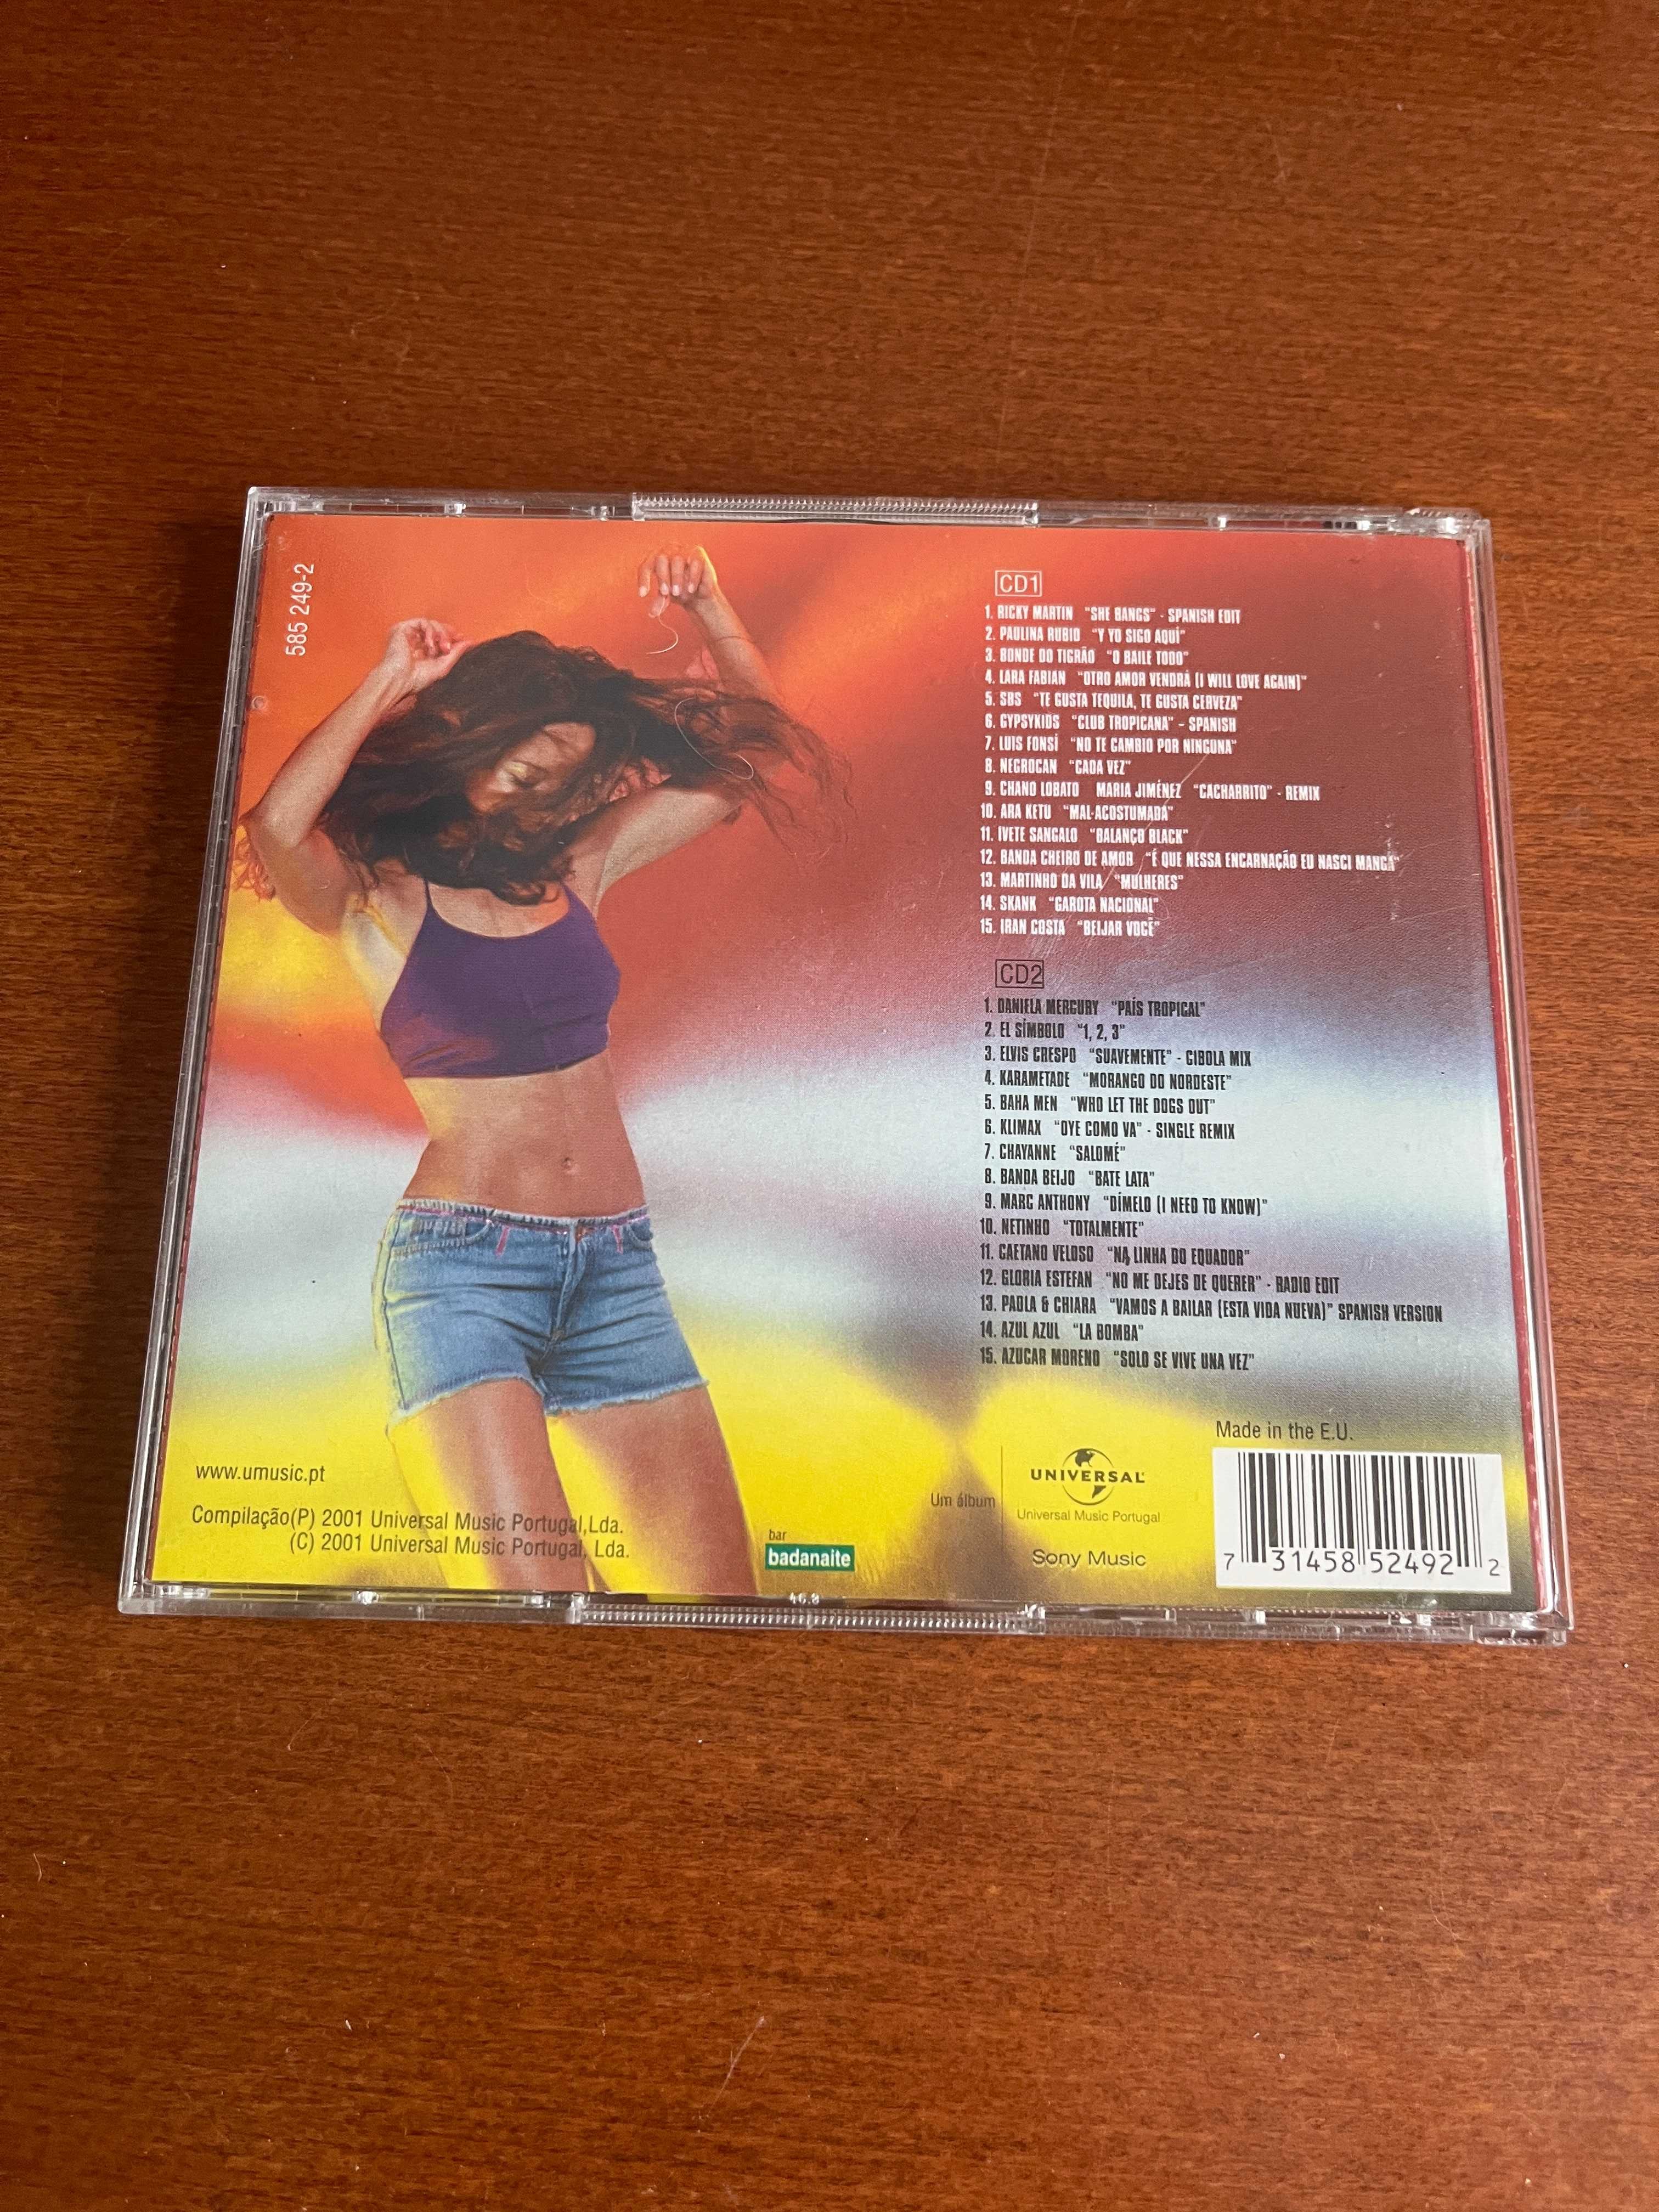 585 249-2
CD1
1. RICKY MARTIN "SHE BANGS" - SPANISH EDIT
2. PAULINA RUBIO "Y YO SIGO AQUÍ"
3. BONDE DO TIGRÃO "O BAILE TODO"
4. LARA FABIAN "OTRO AMOR VENDRÁ (I WILL LOVE AGAIN)"
5. SBS "TE GUSTA TEQUILA, TE GUSTA CERVEZA"
6. GYPSYKIDS "CLUB TROPICANA" - SPANISH
7. LUIS FONSÍ "NO TE CAMBIO POR NINGUNA"
8. NEGROCAN "CADA VEZ"
9. CHANO LOBATO MARIA JIMÉNEZ "CACHARRITO" - REMIX
10. ARA KETU "MAL-ACOSTUMADA"
11. IVETE SANGALO "BALANÇO BLACK"
12. BANDA CHEIRO DE AMOR "É QUE NESSA ENCARNAÇÃO EU NASCI MANGA"
13. MARTINHO DA VILA "MULHERES"
14. SKANK "GAROTA NACIONAL"
15. IRAN COSTA "BEIJAR VOCÊ"
CD2
1. DANIELA MERCURY "PAÍS TROPICAL"
2. EL SÍMBOLO "1, 2, 3"
3. ELVIS CRESPO "SUAVEMENTE" - CIBOLA MIX
4. KARAMETADE "MORANGO DO NORDESTE"
5. BAHA MEN "WHO LET THE DOGS OUT"
6. KLIMAX "OYE COMO VA" - SINGLE REMIX
7. CHAYANNE "SALOMÉ"
8. BANDA BEIJO "BATE LATA"
9. MARC ANTHONY "DÍMELO (I NEED TO KNOW)"
10. NETINHO "TOTALMENTE"
11. CAETANO VELOSO "NA LINHA DO EQUADOR"
12. GLORIA ESTEFAN "NO ME DEJES DE QUERER" - RADIO EDIT
13. PAOLA & CHIARA "VAMOS A BAILAR (ESTA VIDA NUEVA)" SPANISH VERSION
14. AZUL AZUL "LA BOMBA"
15. AZUCAR MORENO "SOLO SE VIVE UNA VEZ"
www.umusic.pt
Compilação(P) 2001 Universal Music Portugal,Lda.
(C) 2001 Universal Music Portugal, Lda.
bar
badanaite
Um álbum
UNIVERSAL
Universal Music Portugal
Sony Music
Made in the E.U.
7 31458 52492 2